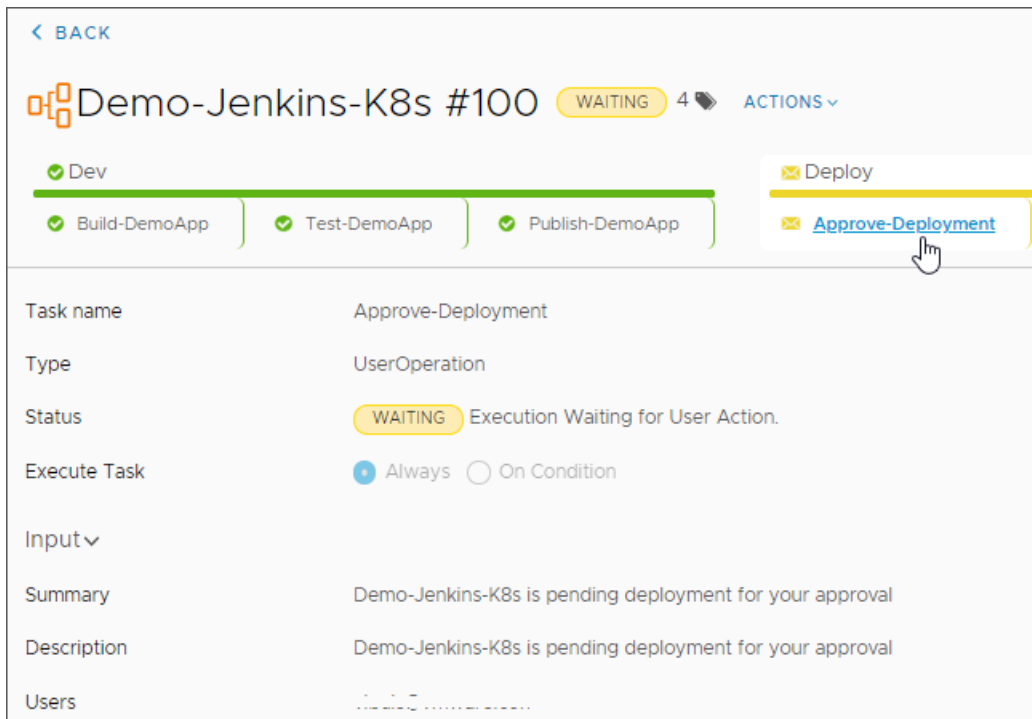 BACK
Demo-Jenkins-K8s #100 WAITING 4 ACTIONS
Dev
Deploy
Build-DemoApp Test-DemoApp Publish-DemoApp Approve-Deployment
Task name Approve-Deployment
Type UserOperation
Status WAITING Execution Waiting for User Action.
Execute Task Always On Condition
Input
Summary Demo-Jenkins-K8s is pending deployment for your approval
Description Demo-Jenkins-K8s is pending deployment for your approval
Users